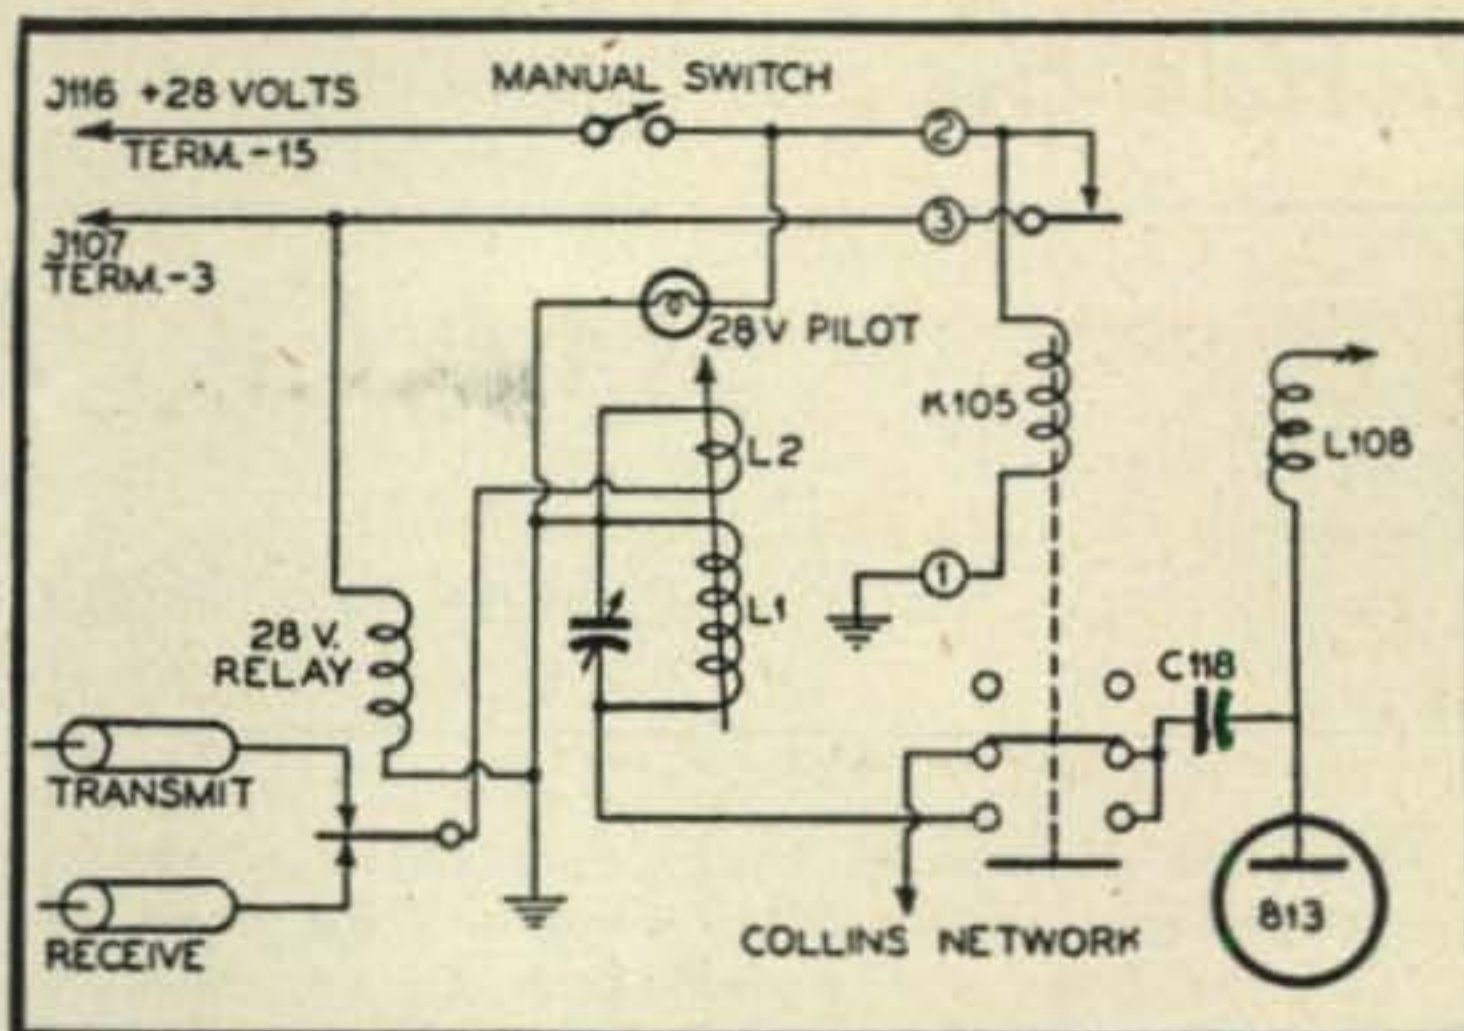 J116 +28 VOLTS
MANUAL SWITCH
TERM.-15
2
J107
TERM.-3
3
28V PILOT
K105
L2
L108
1
L1
28 V.
RELAY
C118
TRANSMIT
813
RECEIVE
COLLINS NETWORK